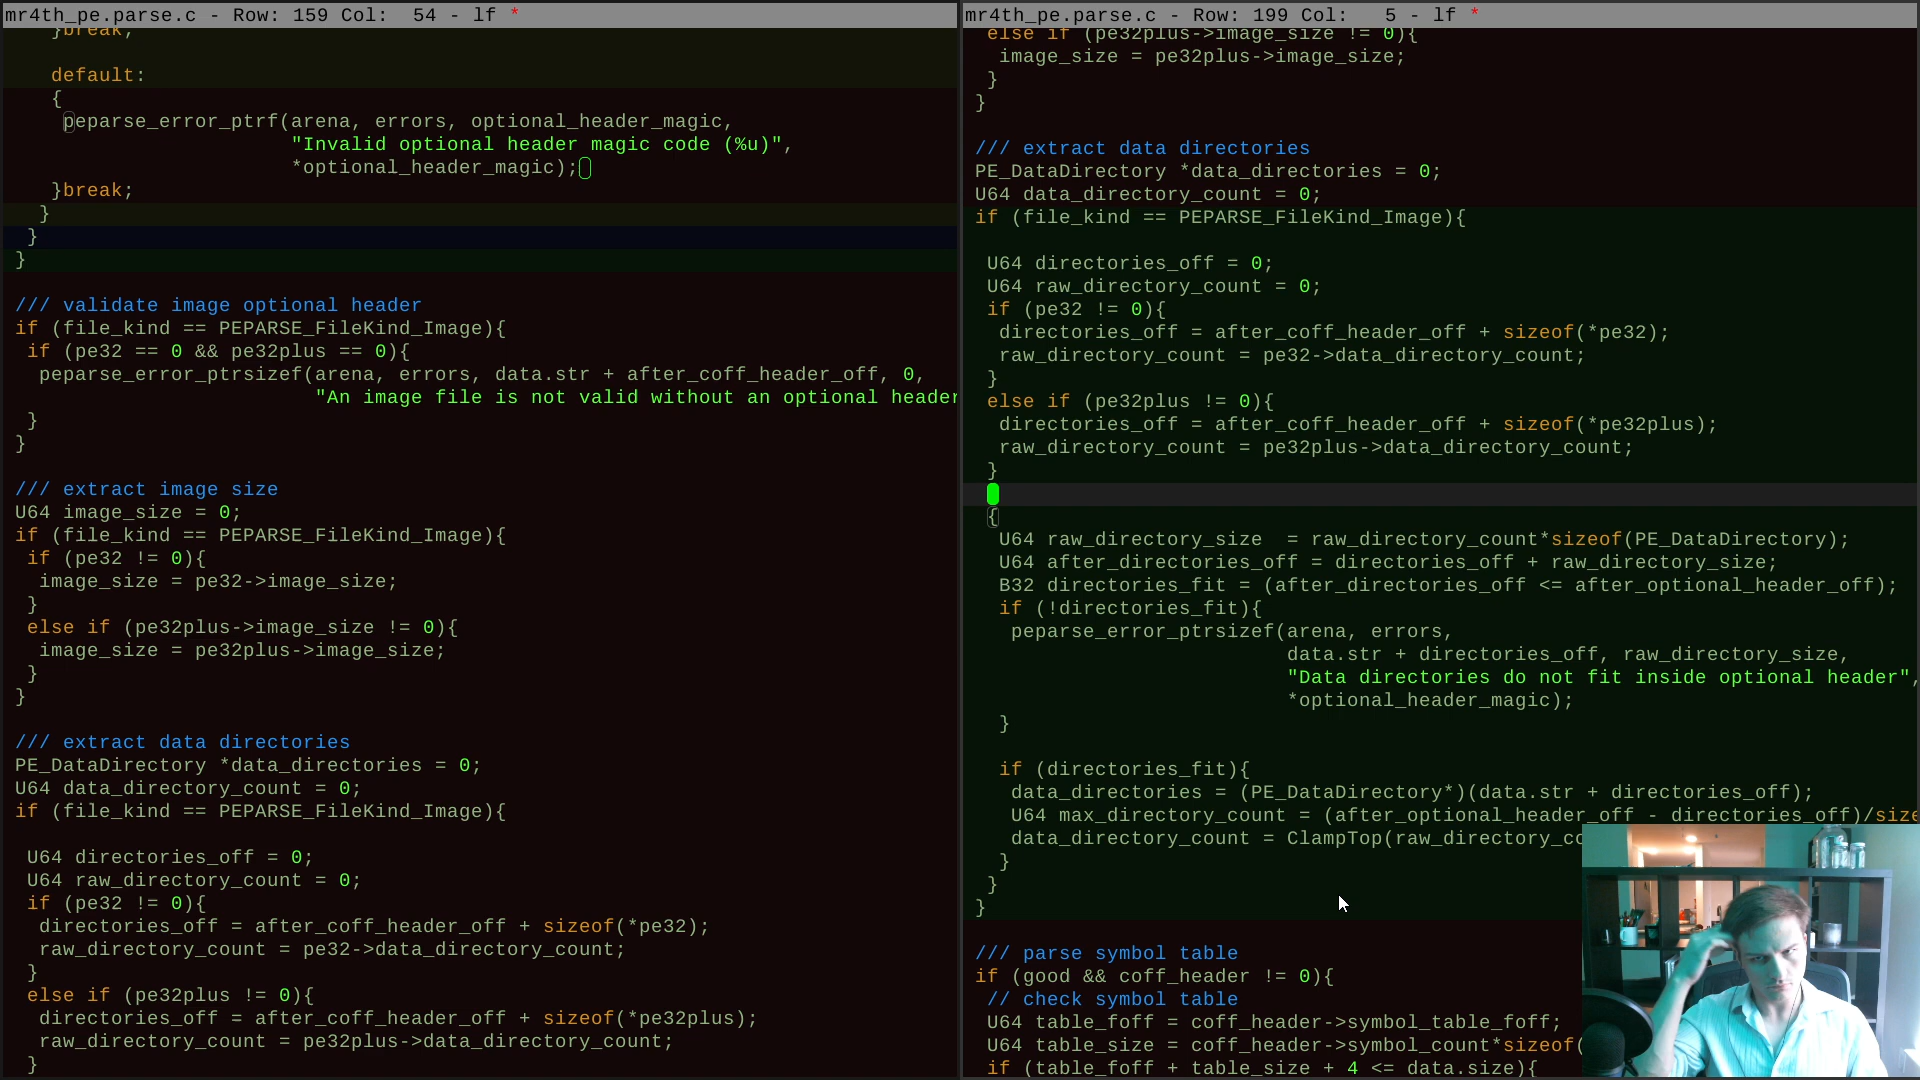 mr4th_pe.parse.c - Row: 159 Col:  54 - lf *
}break;
default:
{
peparse_error_ptrf(arena, errors, optional_header_magic,
"Invalid optional header magic code (%u)",
*optional_header_magic);
}break;
}
}
}
/// validate image optional header
if (file_kind == PEPARSE_FileKind_Image){
if (pe32 == 0 && pe32plus == 0){
peparse_error_ptrsizef(arena, errors, data.str + after_coff_header_off, 0,
"An image file is not valid without an optional header
}
}
/// extract image size
U64 image_size = 0;
if (file_kind == PEPARSE_FileKind_Image){
if (pe32 != 0){
image_size = pe32->image_size;
}
else if (pe32plus->image_size != 0){
image_size = pe32plus->image_size;
}
}
/// extract data directories
PE_DataDirectory *data_directories = 0;
U64 data_directory_count = 0;
if (file_kind == PEPARSE_FileKind_Image){
U64 directories_off = 0;
U64 raw_directory_count = 0;
if (pe32 != 0){
directories_off = after_coff_header_off + sizeof(*pe32);
raw_directory_count = pe32->data_directory_count;
}
else if (pe32plus != 0){
directories_off = after_coff_header_off + sizeof(*pe32plus);
raw_directory_count = pe32plus->data_directory_count;
}
mr4th_pe.parse.c - Row: 199 Col:   5 - lf *
else if (pe32plus->image_size != 0){
image_size = pe32plus->image_size;
}
}
/// extract data directories
PE_DataDirectory *data_directories = 0;
U64 data_directory_count = 0;
if (file_kind == PEPARSE_FileKind_Image){
U64 directories_off = 0;
U64 raw_directory_count = 0;
if (pe32 != 0){
directories_off = after_coff_header_off + sizeof(*pe32);
raw_directory_count = pe32->data_directory_count;
}
else if (pe32plus != 0){
directories_off = after_coff_header_off + sizeof(*pe32plus);
raw_directory_count = pe32plus->data_directory_count;
}
{
U64 raw_directory_size  = raw_directory_count*sizeof(PE_DataDirectory);
U64 after_directories_off = directories_off + raw_directory_size;
B32 directories_fit = (after_directories_off <= after_optional_header_off);
if (!directories_fit){
peparse_error_ptrsizef(arena, errors,
data.str + directories_off, raw_directory_size,
"Data directories do not fit inside optional header",
*optional_header_magic);
}
if (directories_fit){
data_directories = (PE_DataDirectory*)(data.str + directories_off);
U64 max_directory_count = (after_optional_header_off - directories_off)/size
data_directory_count = ClampTop(raw_directory_co
}
}
}
/// parse symbol table
if (good && coff_header != 0){
// check symbol table
U64 table_foff = coff_header->symbol_table_foff;
U64 table_size = coff_header->symbol_count*sizeof(
if (table_foff + table_size + 4 <= data.size){